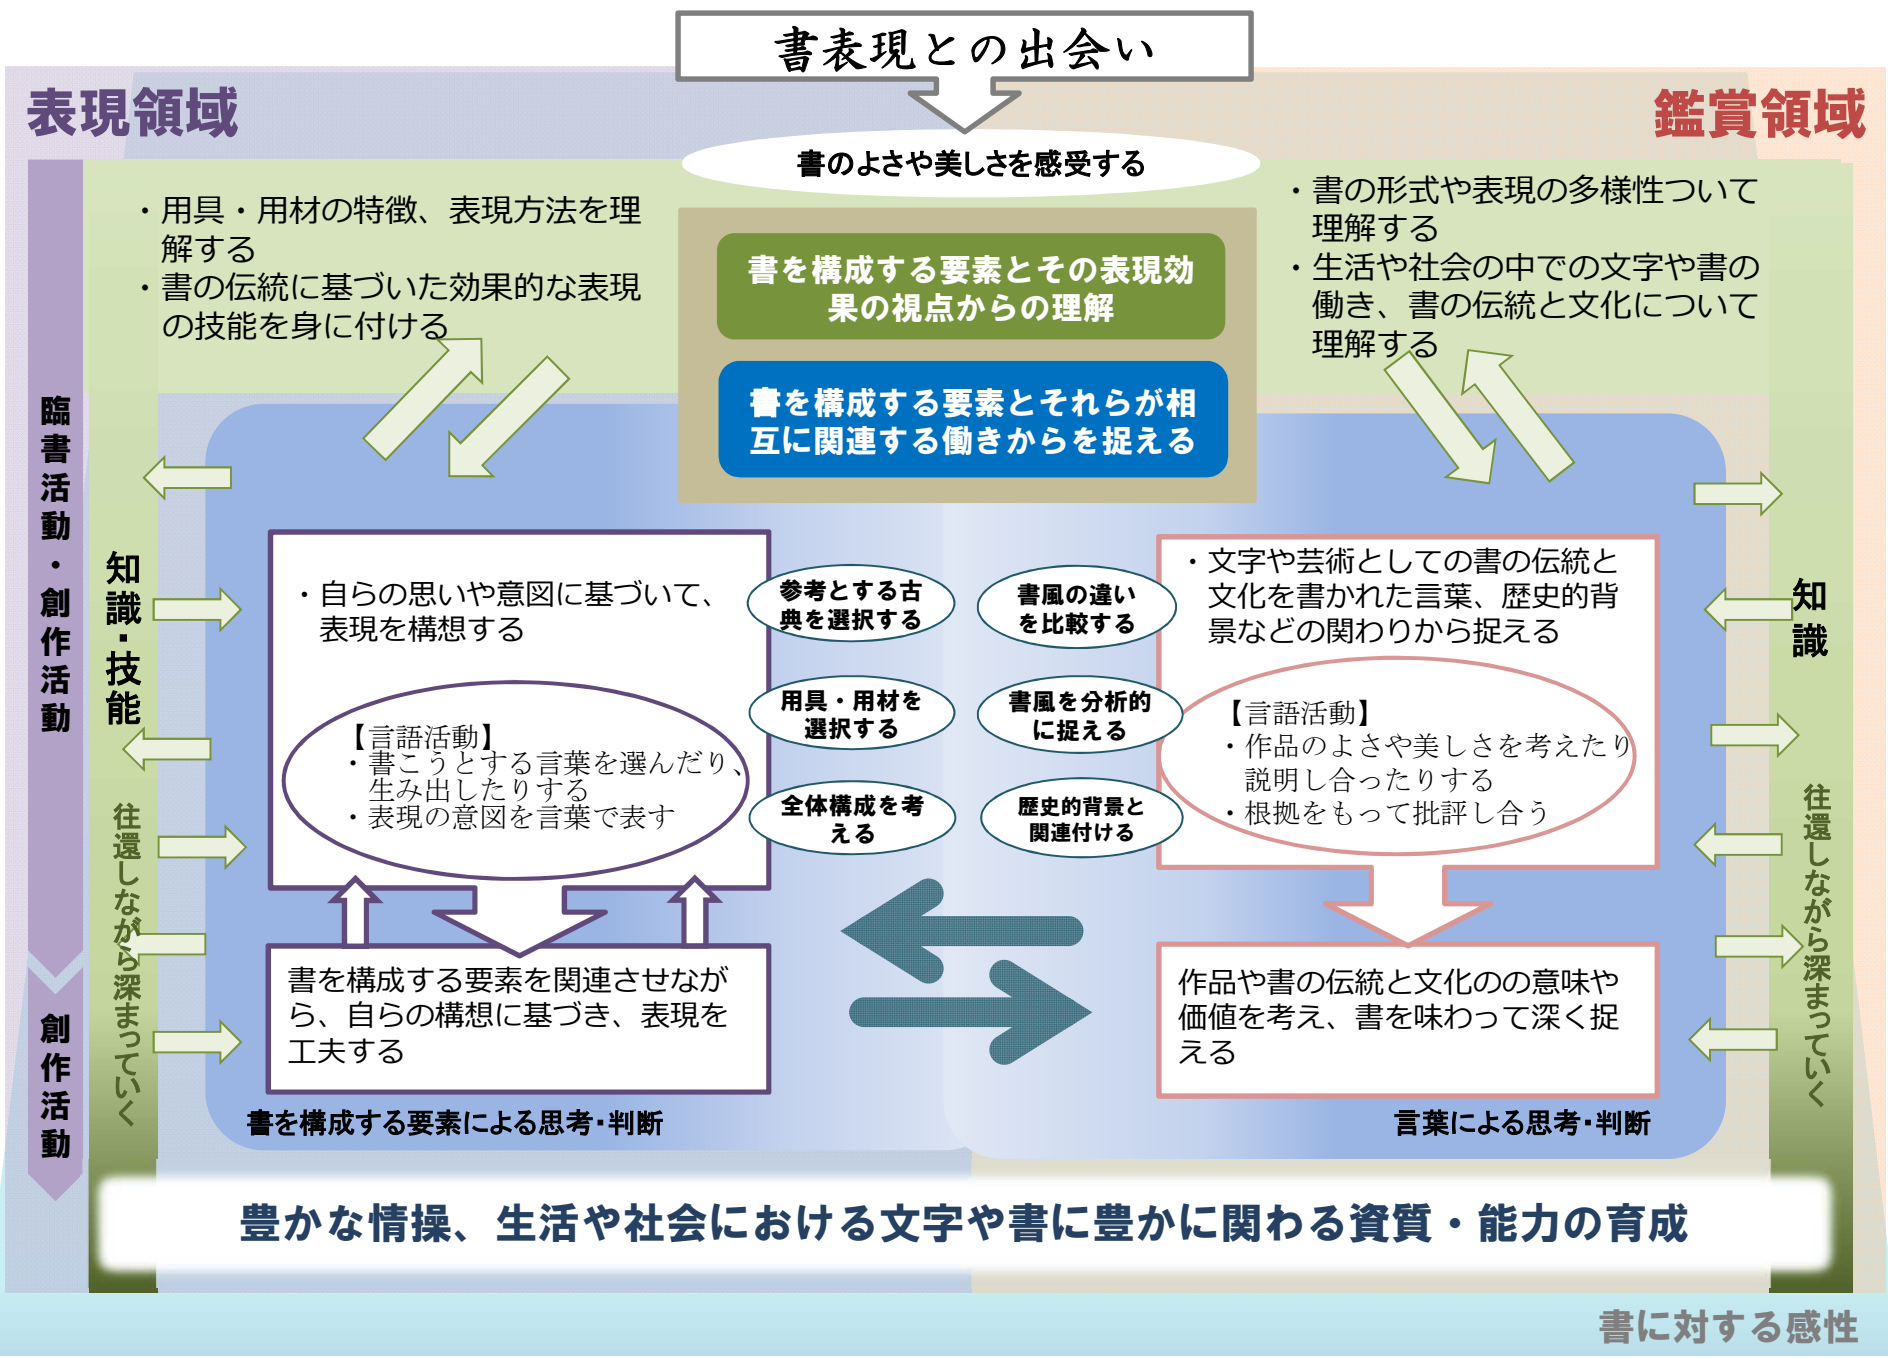 書表現との出会い
表現領域
鑑賞領域
書のよさや美しさを感受する
・用具・用材の特徴、表現方法を理
解する
・書の伝統に基づいた効果的な表現
の技能を身に付ける
書を構成する要素とその表現効
果の視点からの理解
書を構成する要素とそれらが相
互に関連する働きからを捉える
・書の形式や表現の多様性ついて
理解する
・生活や社会の中での文字や書の
働き、書の伝統と文化について
理解する
臨書活動・創作活動
創作活動
知識・技能
往還しながら深まっていく
・自らの思いや意図に基づいて、
表現を構想する
【言語活動】
・書こうとする言葉を選んだり、
生み出したりする
・表現の意図を言葉で表す
書を構成する要素を関連させなが
ら、自らの構想に基づき、表現を
工夫する
書を構成する要素による思考・判断
参考とする古
典を選択する
用具・用材を
選択する
全体構成を考
える
書風の違い
を比較する
書風を分析的
に捉える
歴史的背景と
関連付ける
・文字や芸術としての書の伝統と
文化を書かれた言葉、歴史的背
景などの関わりから捉える
【言語活動】
・作品のよさや美しさを考えたり
説明し合ったりする
・根拠をもって批評し合う
作品や書の伝統と文化のの意味や
価値を考え、書を味わって深く捉
える
言葉による思考・判断
知識
往還しながら深まっていく
豊かな情操、生活や社会における文字や書に豊かに関わる資質・能力の育成
書に対する感性